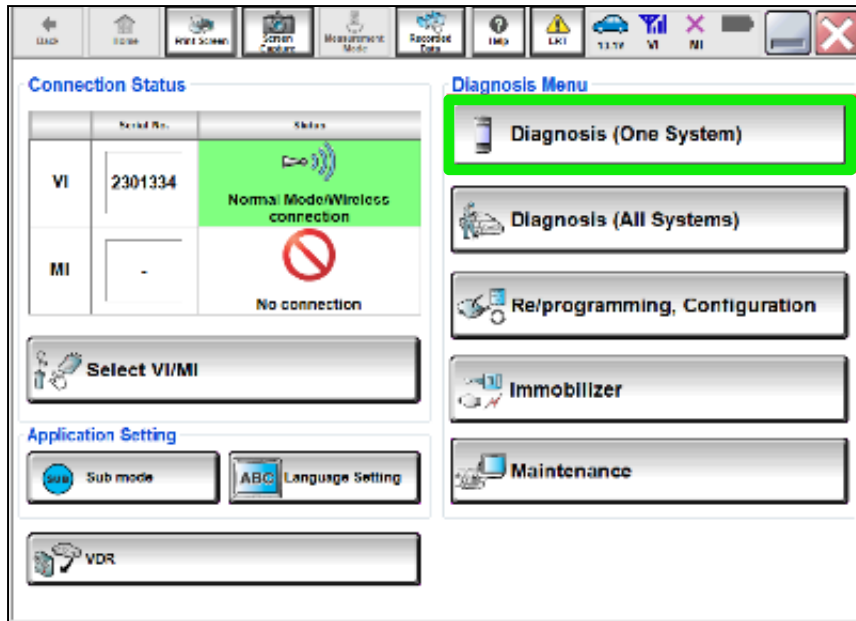 Back
Home
Print Screen
Screen
Capture
Measurement
Mode
Recorded
Data
Help
ERT
VI
MI
Connection Status
Serial No.
Status
VI
2301334
Normal Mode/Wireless
connection
MI
-
No connection
Select VI/MI
Application Setting
SUB
Sub mode
ABC
Language Setting
VDR
Diagnosis Menu
Diagnosis (One System)
Diagnosis (All Systems)
Re/programming, Configuration
Immobilizer
Maintenance